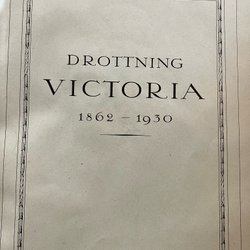 DROTTNING
VICTORIA
1862 – 1930